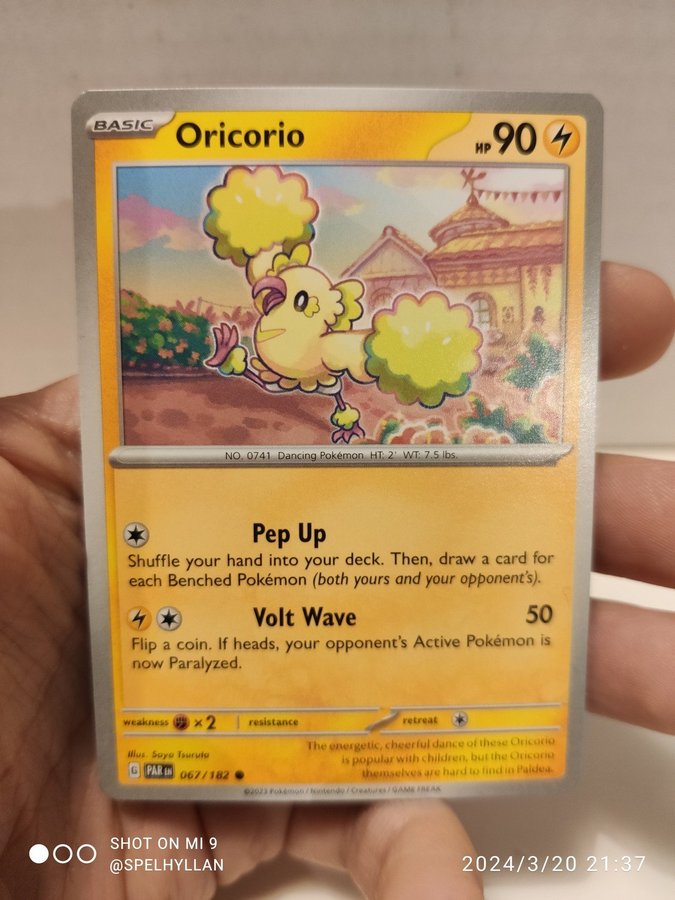 BASIC Oricorio HP 90
NO. 0741 Dancing Pokémon HT: 2' WT: 7.5 lbs.
Pep Up
Shuffle your hand into your deck. Then, draw a card for
each Benched Pokémon (both yours and your opponent's).
Volt Wave 50
Flip a coin. If heads, your opponent's Active Pokémon is
now Paralyzed.
weakness ×2 resistance retreat
Illus. Saya Tsuruta
G PAR EN 067/182
The energetic, cheerful dance of these Oricorio
is popular with children, but the Oricorio
themselves are hard to find in Paldea.
©2023 Pokémon / Nintendo / Creatures / GAME FREAK
SHOT ON MI 9
@SPELHYLLAN
2024/3/20 21:37